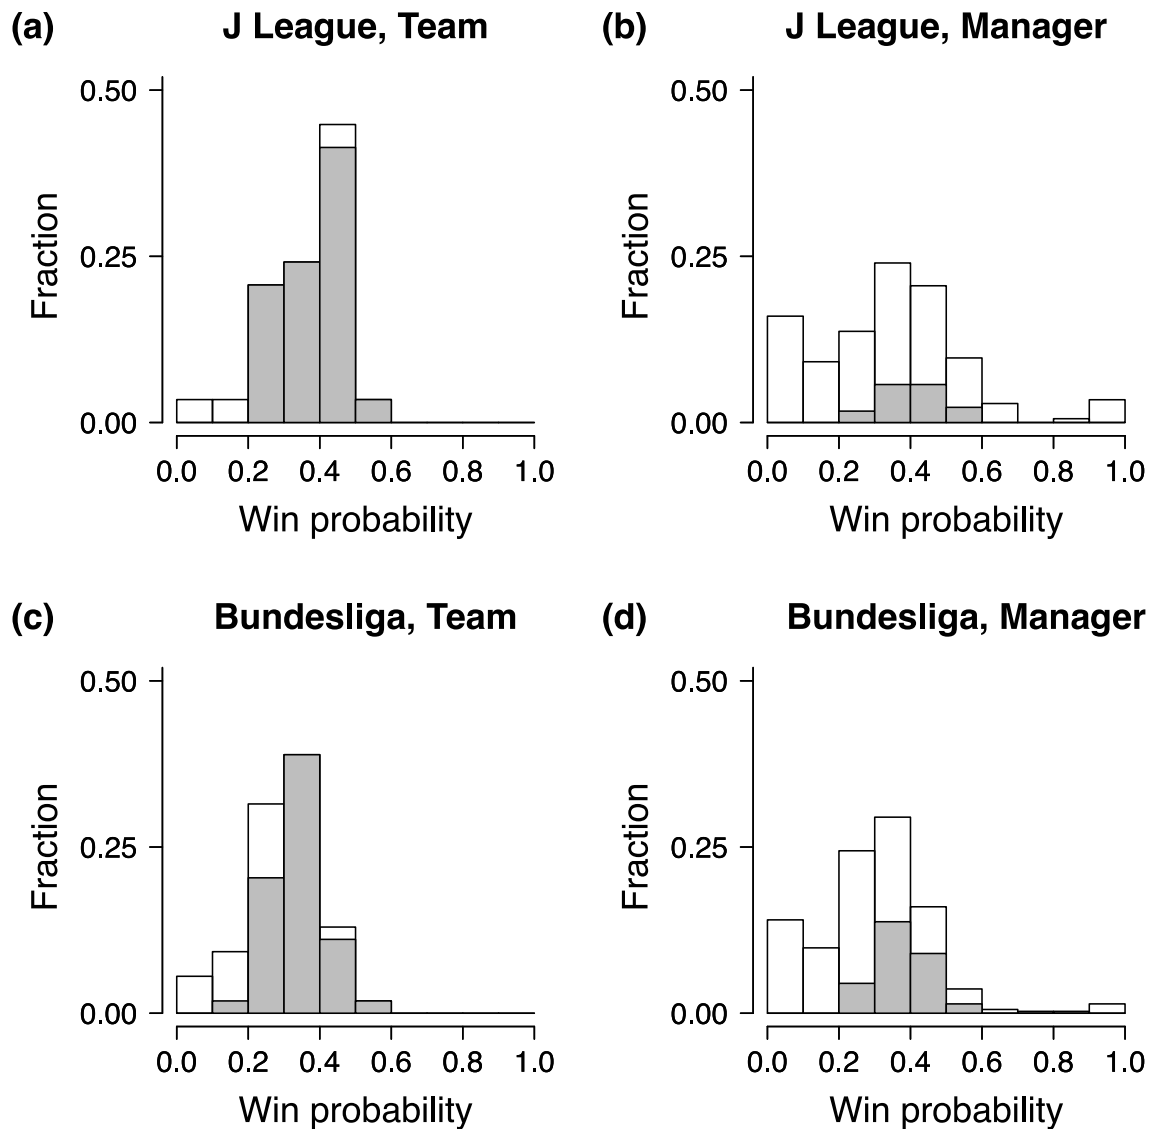 (a) J League, Team
0.50
0.25
0.00
Fraction
0.0 0.2 0.4 0.6 0.8 1.0
Win probability
(b) J League, Manager
0.50
0.25
0.00
Fraction
0.0 0.2 0.4 0.6 0.8 1.0
Win probability
(c) Bundesliga, Team
0.50
0.25
0.00
Fraction
0.0 0.2 0.4 0.6 0.8 1.0
Win probability
(d) Bundesliga, Manager
0.50
0.25
0.00
Fraction
0.0 0.2 0.4 0.6 0.8 1.0
Win probability